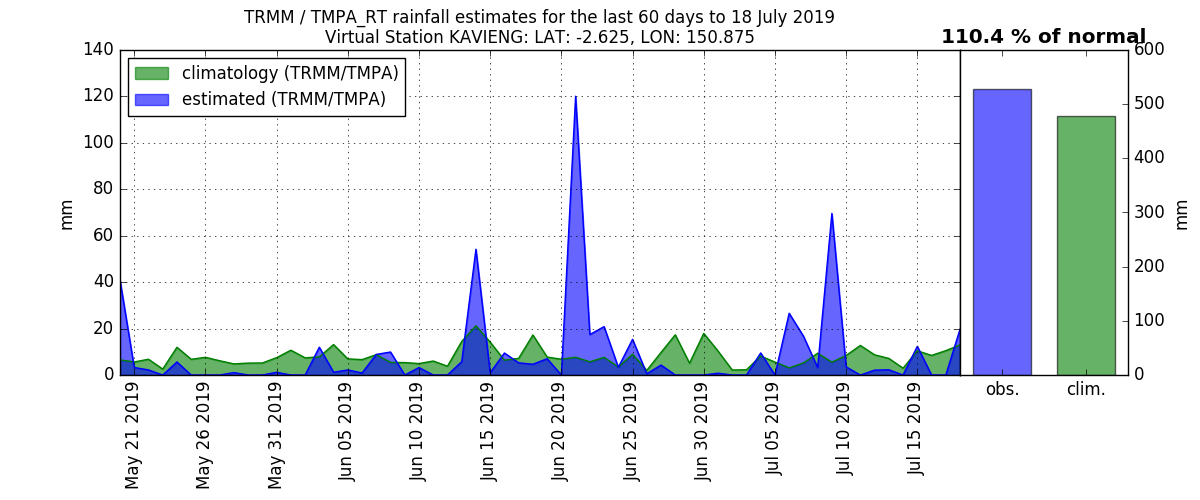 TRMM / TMPA_RT rainfall estimates for the last 60 days to 18 July 2019
Virtual Station KAVIENG: LAT: -2.625, LON: 150.875
110.4 % of normal
climatology (TRMM/TMPA)
estimated (TRMM/TMPA)
mm
140
120
100
80
60
40
20
0
May 21 2019
May 26 2019
May 31 2019
Jun 05 2019
Jun 10 2019
Jun 15 2019
Jun 20 2019
Jun 25 2019
Jun 30 2019
Jul 05 2019
Jul 10 2019
Jul 15 2019
600
500
400
300
200
100
0
mm
obs.
clim.